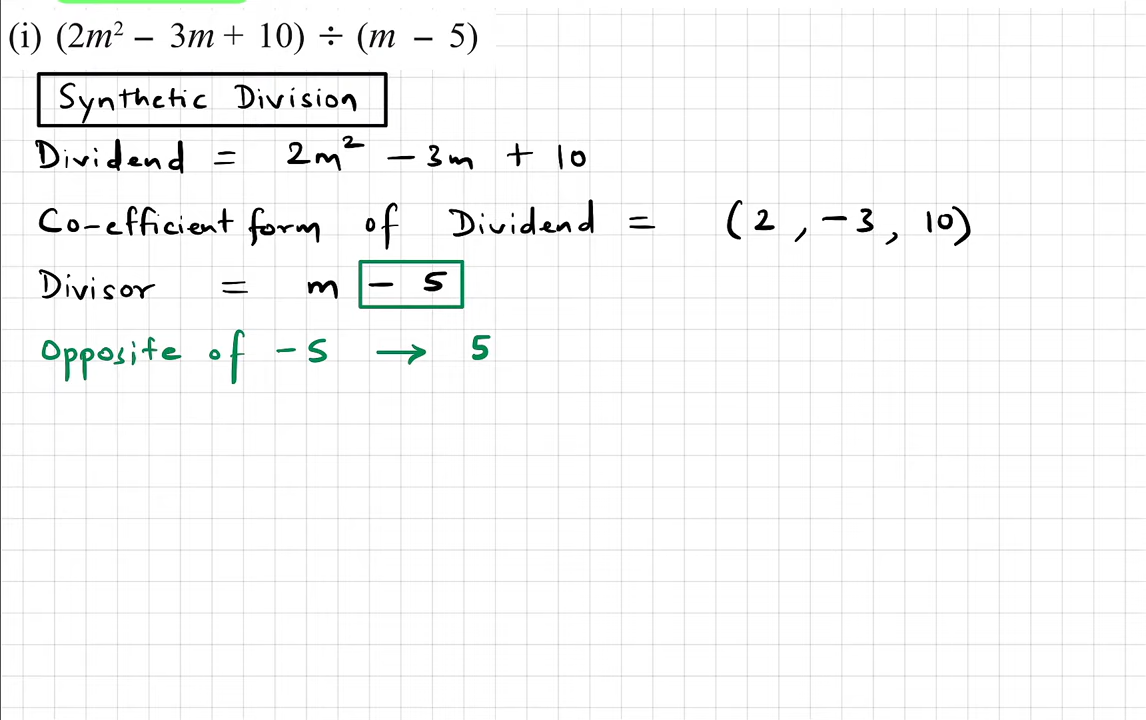 (i) (2m² – 3m + 10) ÷ (m – 5)
Synthetic Division
Dividend = 2m² – 3m + 10
Co-efficient form of Dividend = (2, –3, 10)
Divisor = m – 5
Opposite of –5 → 5